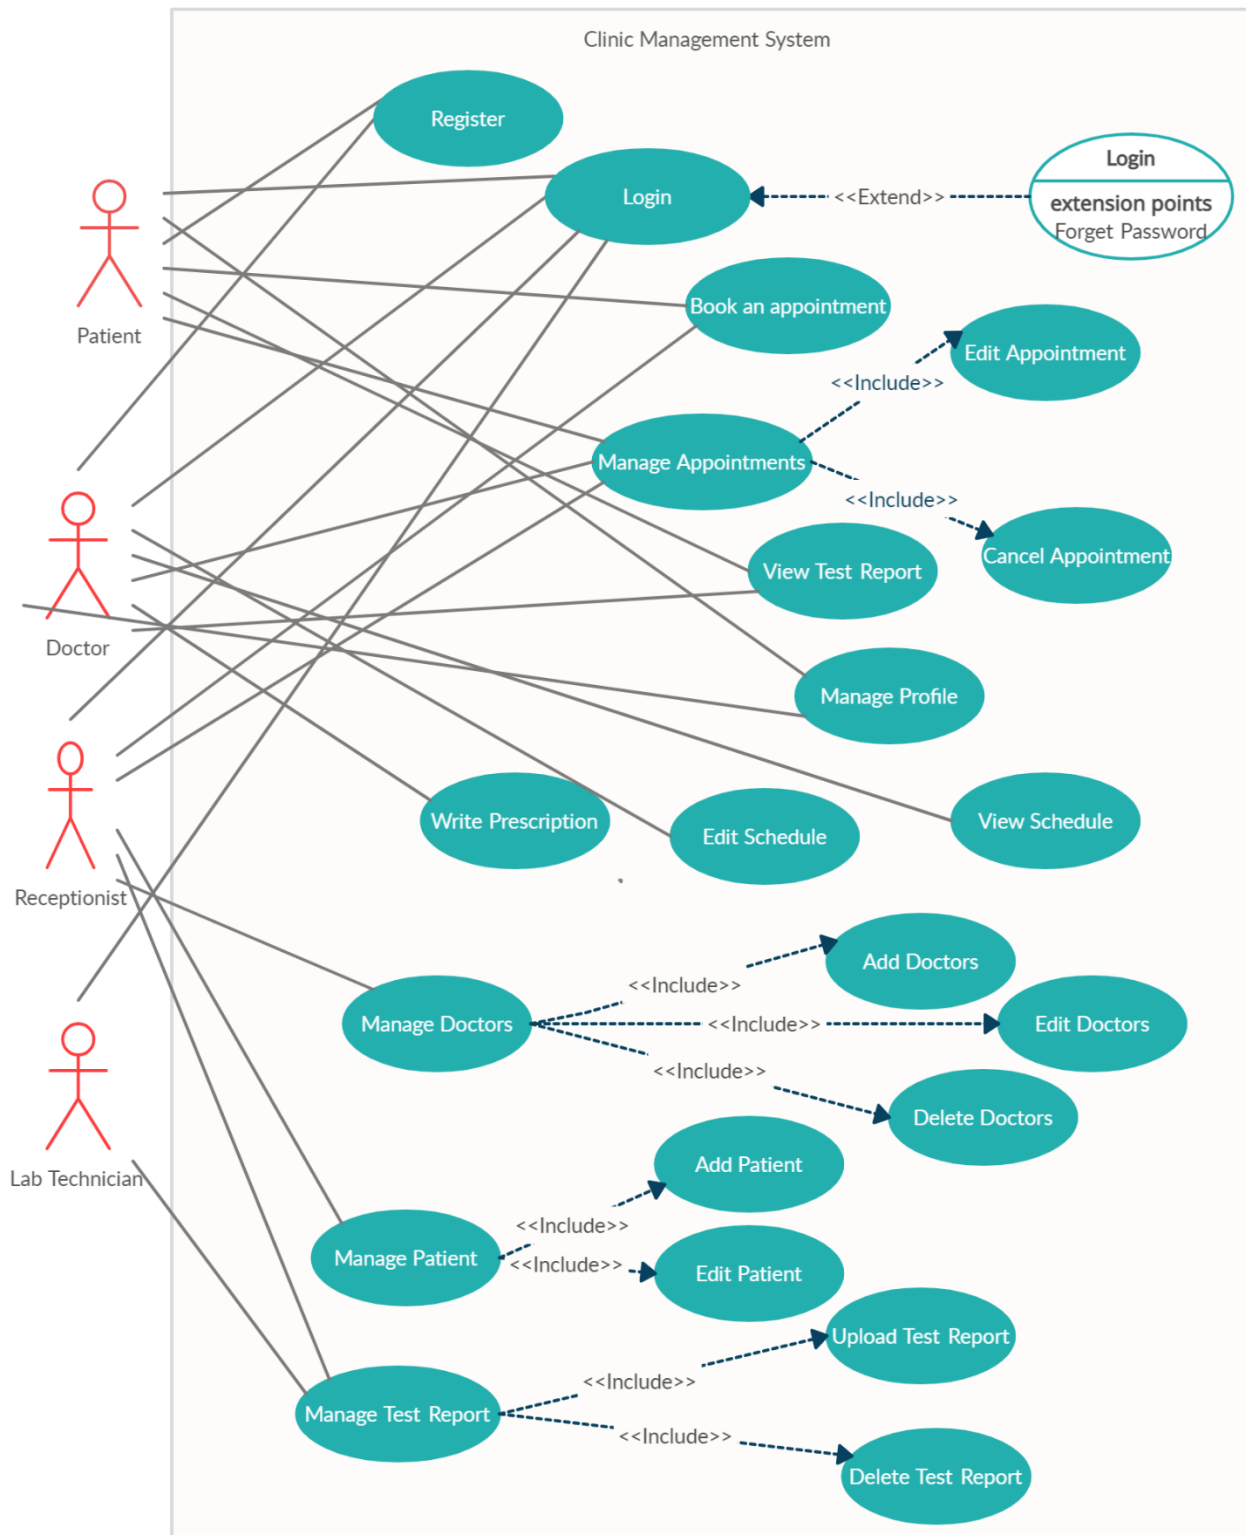 Clinic Management System
Register
Login
Login
<<Extend>>
extension points
Forget Password
Book an appointment
Patient
Edit Appointment
<<Include>>
Manage Appointments
<<Include>>
Cancel Appointment
View Test Report
Doctor
Manage Profile
Write Prescription
Edit Schedule
View Schedule
Receptionist
Add Doctors
<<Include>>
Manage Doctors
<<Include>>
Edit Doctors
<<Include>>
Delete Doctors
Add Patient
Lab Technician
<<Include>>
Manage Patient
<<Include>>
Edit Patient
Upload Test Report
<<Include>>
Manage Test Report
<<Include>>
Delete Test Report